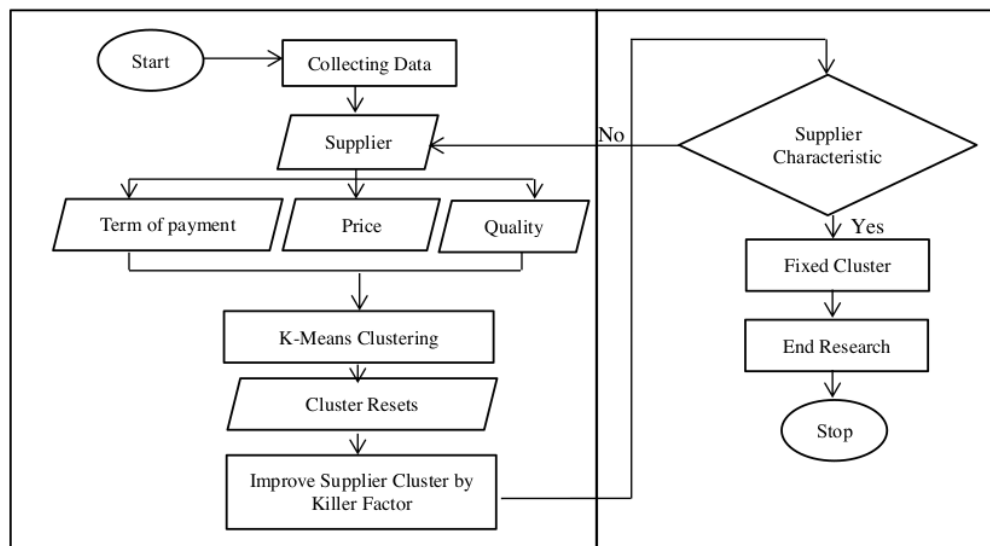 Start
Collecting Data
Supplier
Term of payment
Price
Quality
K-Means Clustering
Cluster Resets
Improve Supplier Cluster by
Killer Factor
Supplier
Characteristic
No
Yes
Fixed Cluster
End Research
Stop